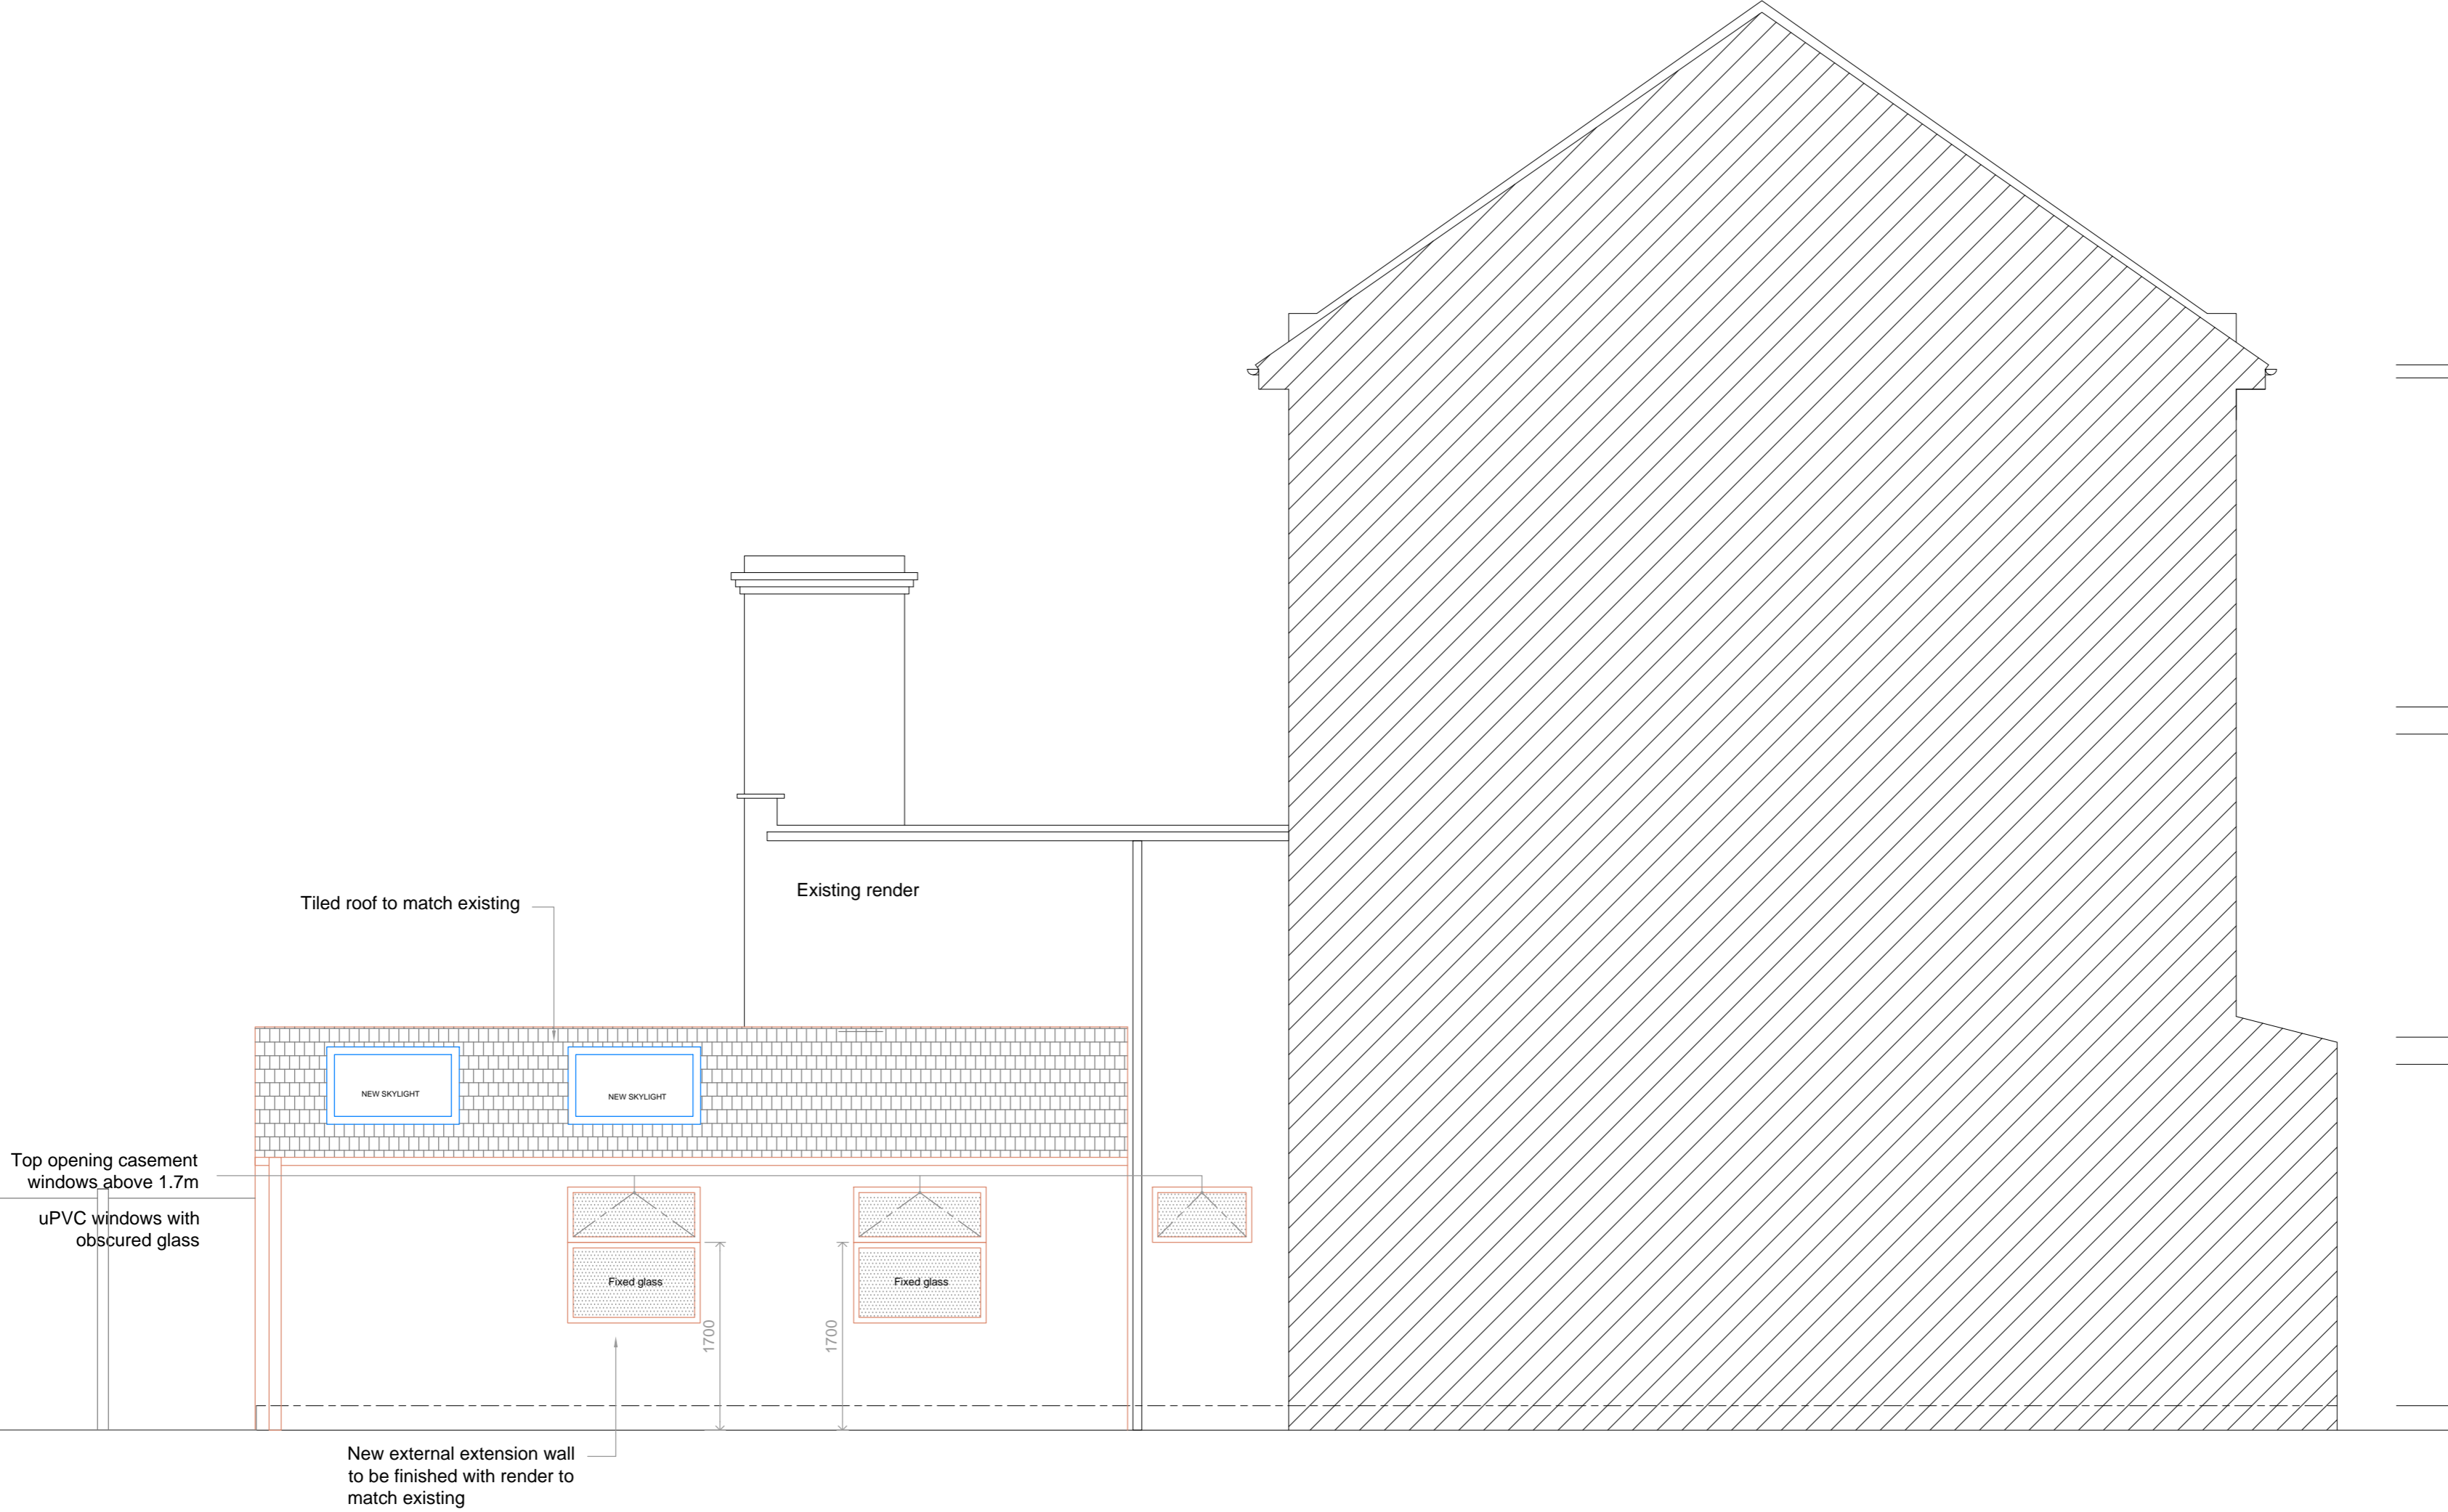 Existing render
Tiled roof to match existing
NEW SKYLIGHT
NEW SKYLIGHT
Top opening casement
windows above 1.7m
uPVC windows with
obscured glass
Fixed glass
Fixed glass
1700
1700
New external extension wall
to be finished with render to
match existing